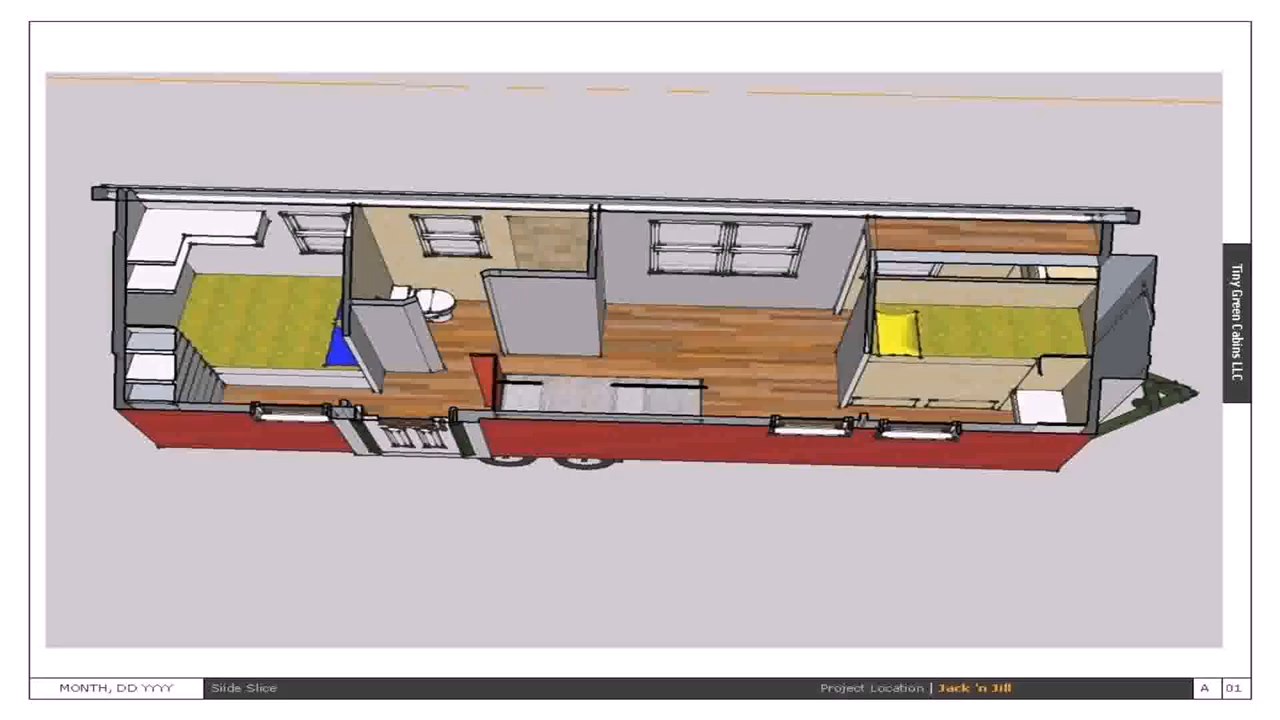 Tiny Green Cabins LLC
MONTH, DD YYYY
Slide Slice
Project Location | Jack 'n Jill
A 01